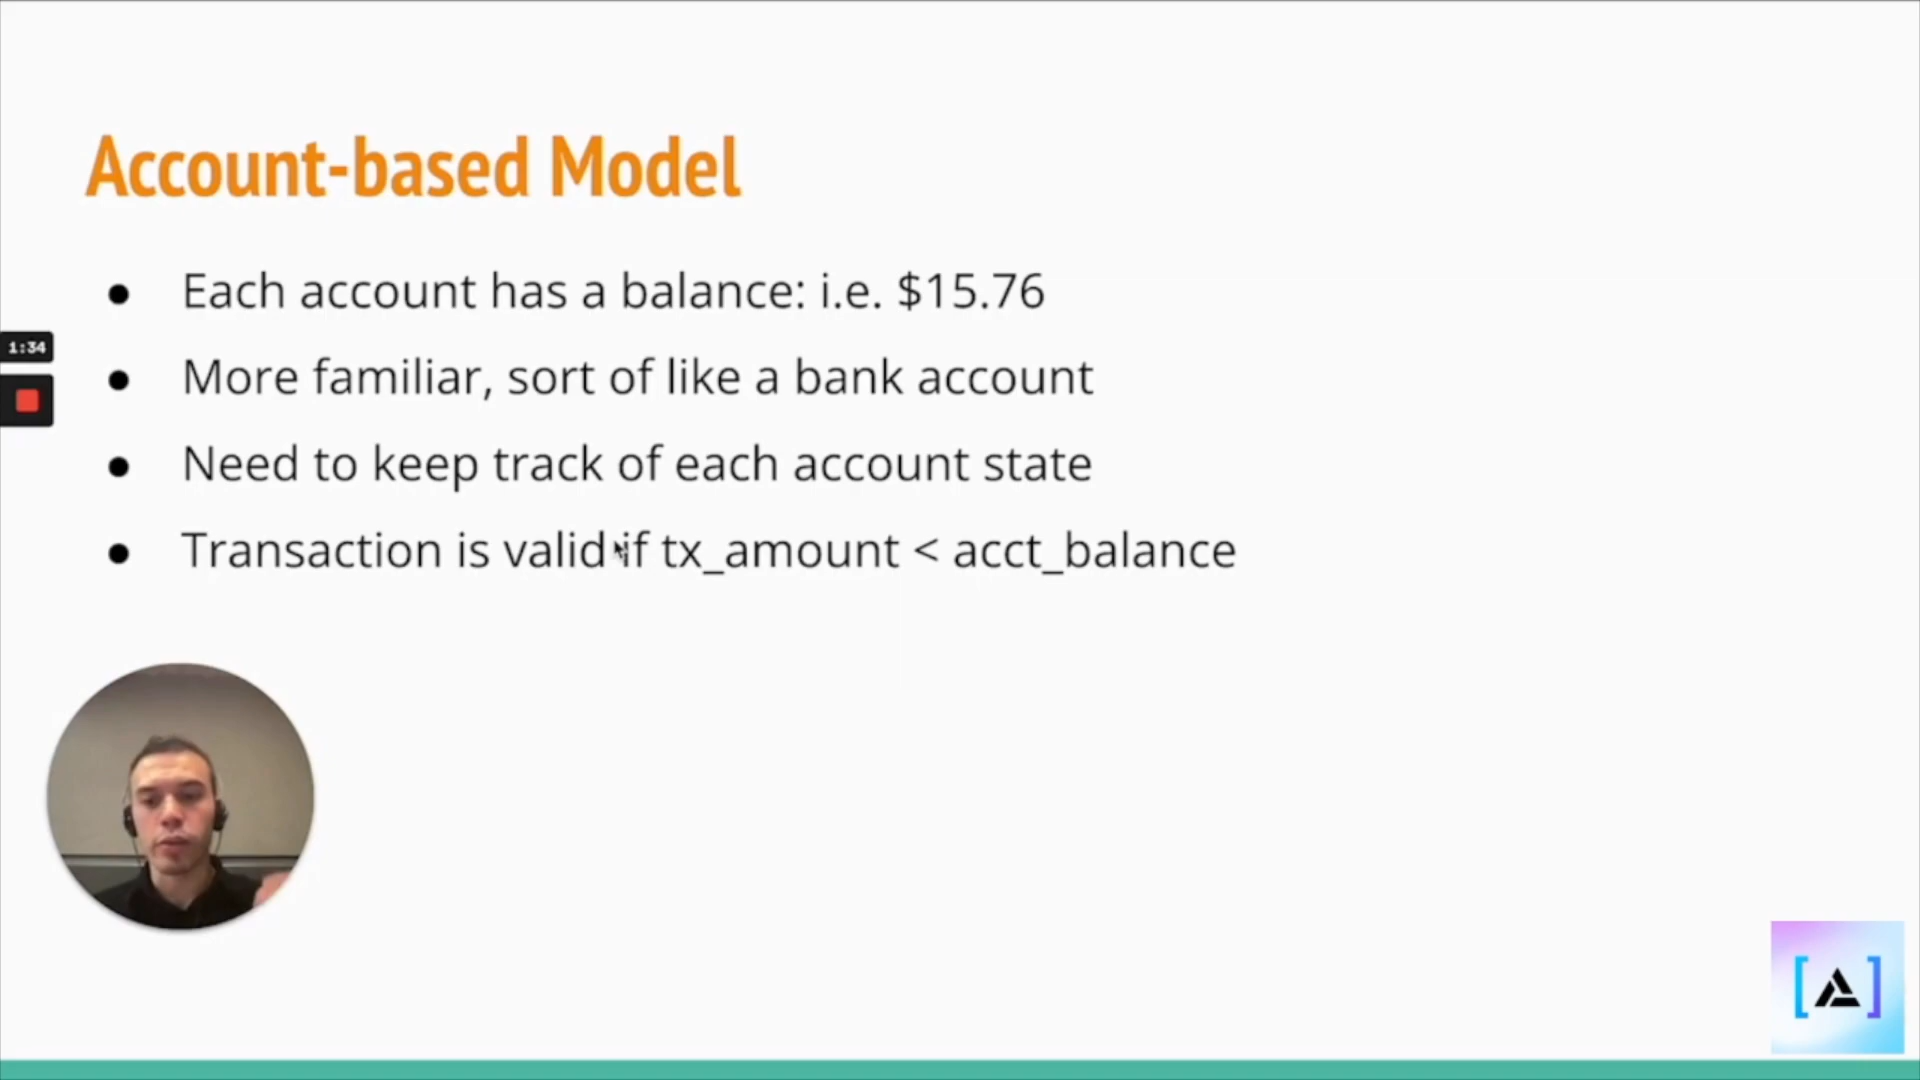 Account-based Model
● Each account has a balance: i.e. $15.76
1:34
● More familiar, sort of like a bank account
● Need to keep track of each account state
● Transaction is valid if tx_amount < acct_balance